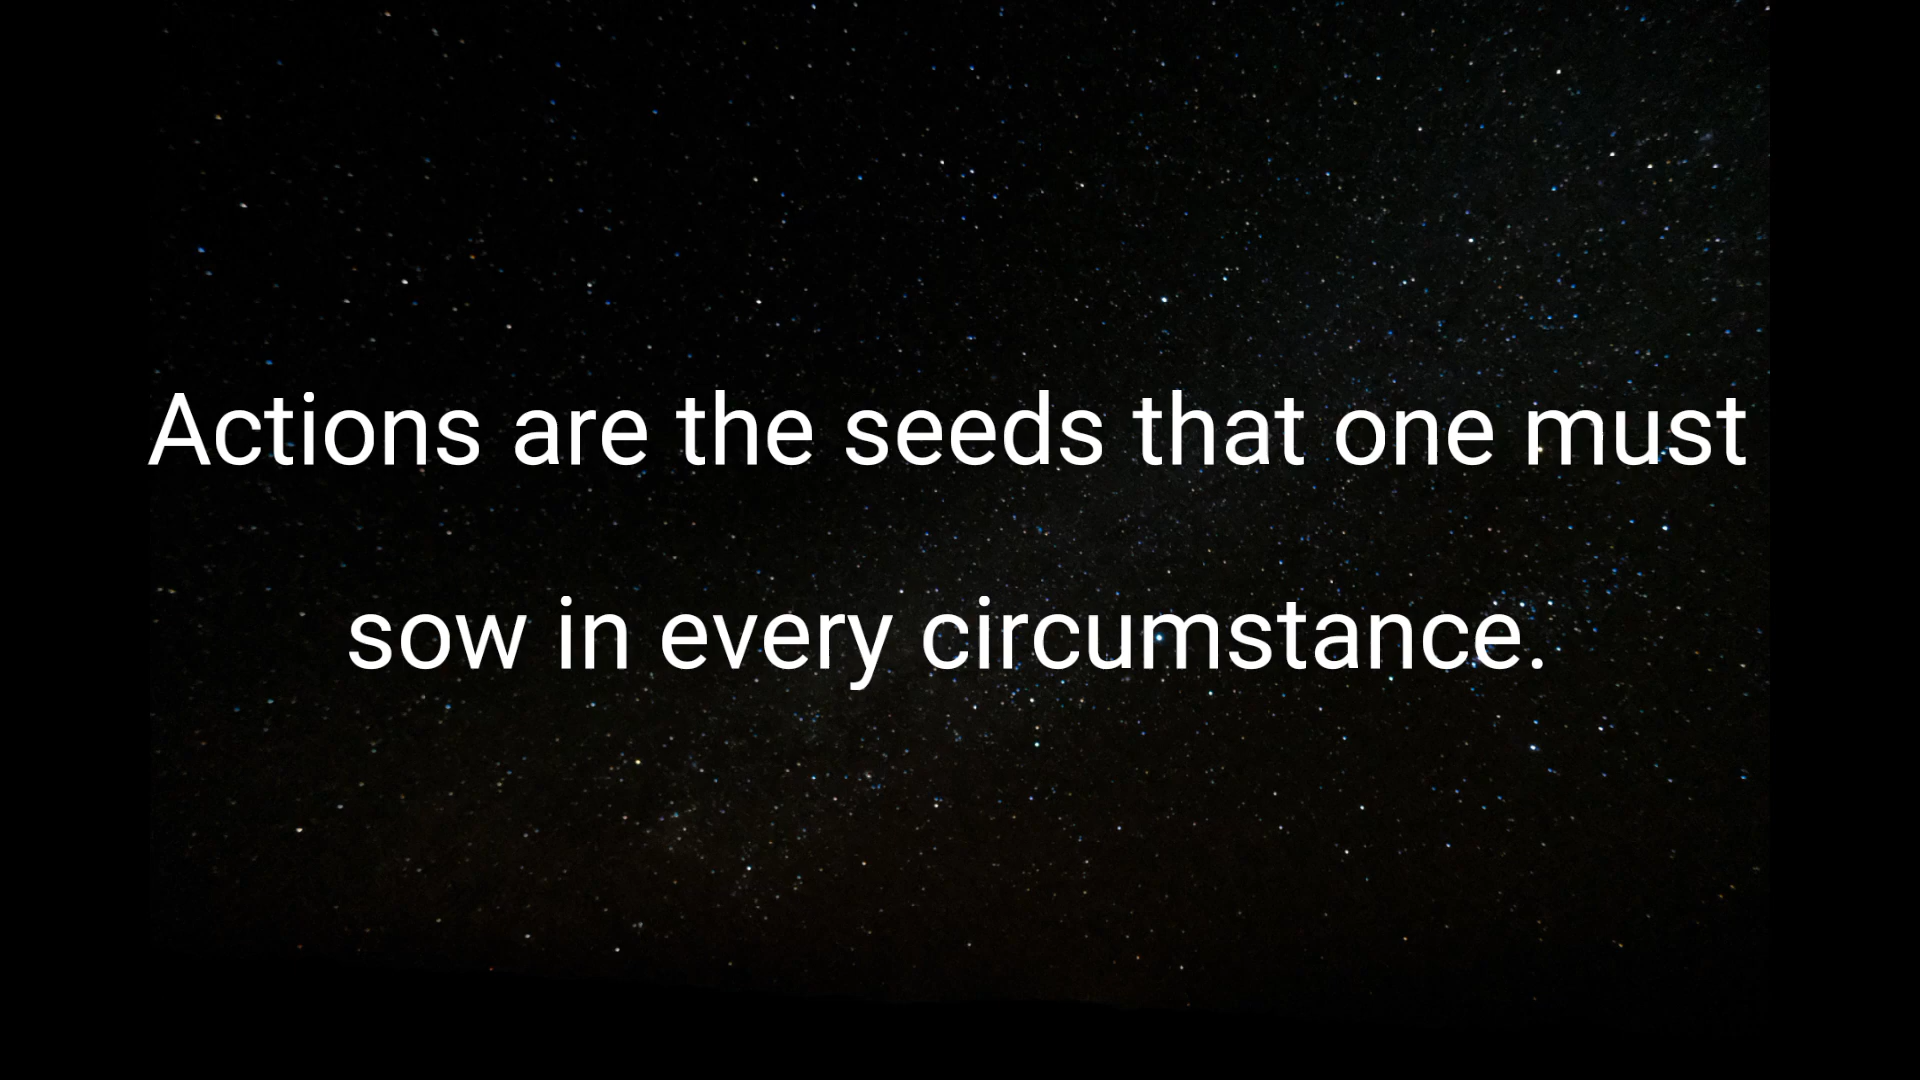 Actions are the seeds that one must
sow in every circumstance.